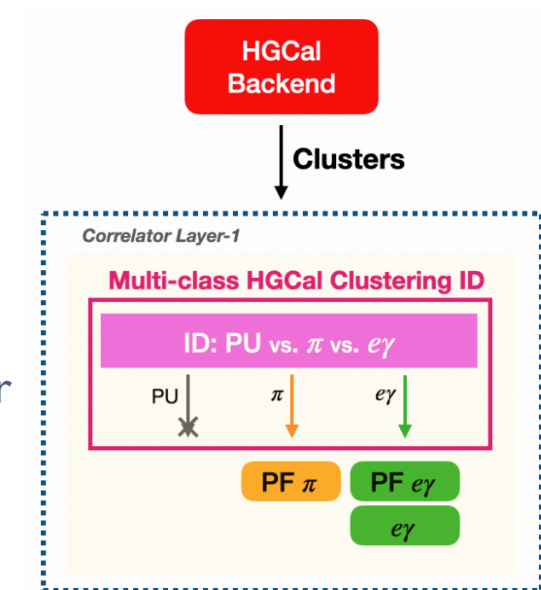 HGCal
Backend
Clusters
Correlator Layer-1
Multi-class HGCal Clustering ID
ID: PU vs. π vs. eγ
PU π eγ
r
PF π PF eγ
eγ